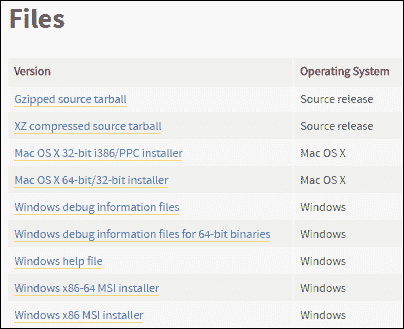 Files
Version Operating System
Gzipped source tarball Source release
XZ compressed source tarball Source release
Mac OS X 32-bit i386/PPC installer Mac OS X
Mac OS X 64-bit/32-bit installer Mac OS X
Windows debug information files Windows
Windows debug information files for 64-bit binaries Windows
Windows help file Windows
Windows x86-64 MSI installer Windows
Windows x86 MSI installer Windows